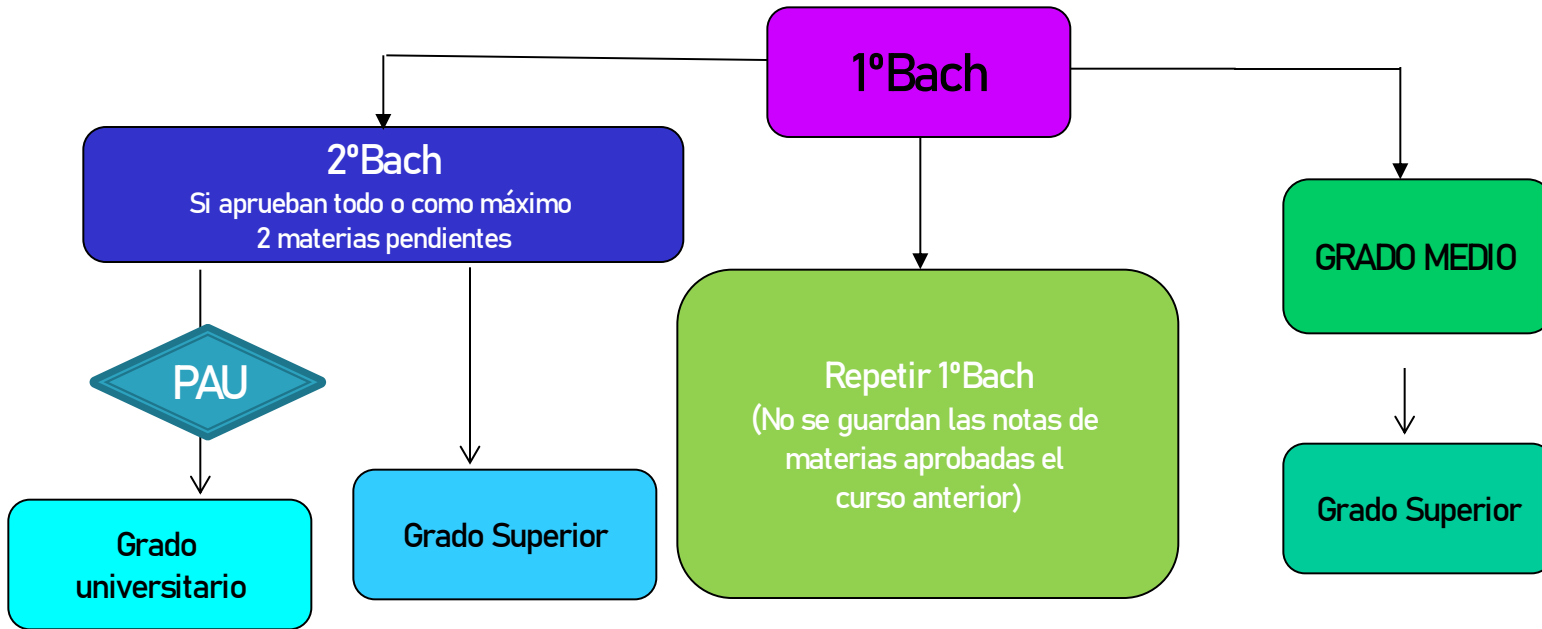 1ºBach
2ºBach
Si aprueban todo o como máximo
2 materias pendientes
GRADO MEDIO
PAU
Repetir 1ºBach
(No se guardan las notas de
materias aprobadas el
curso anterior)
Grado Superior
Grado Superior
Grado
universitario